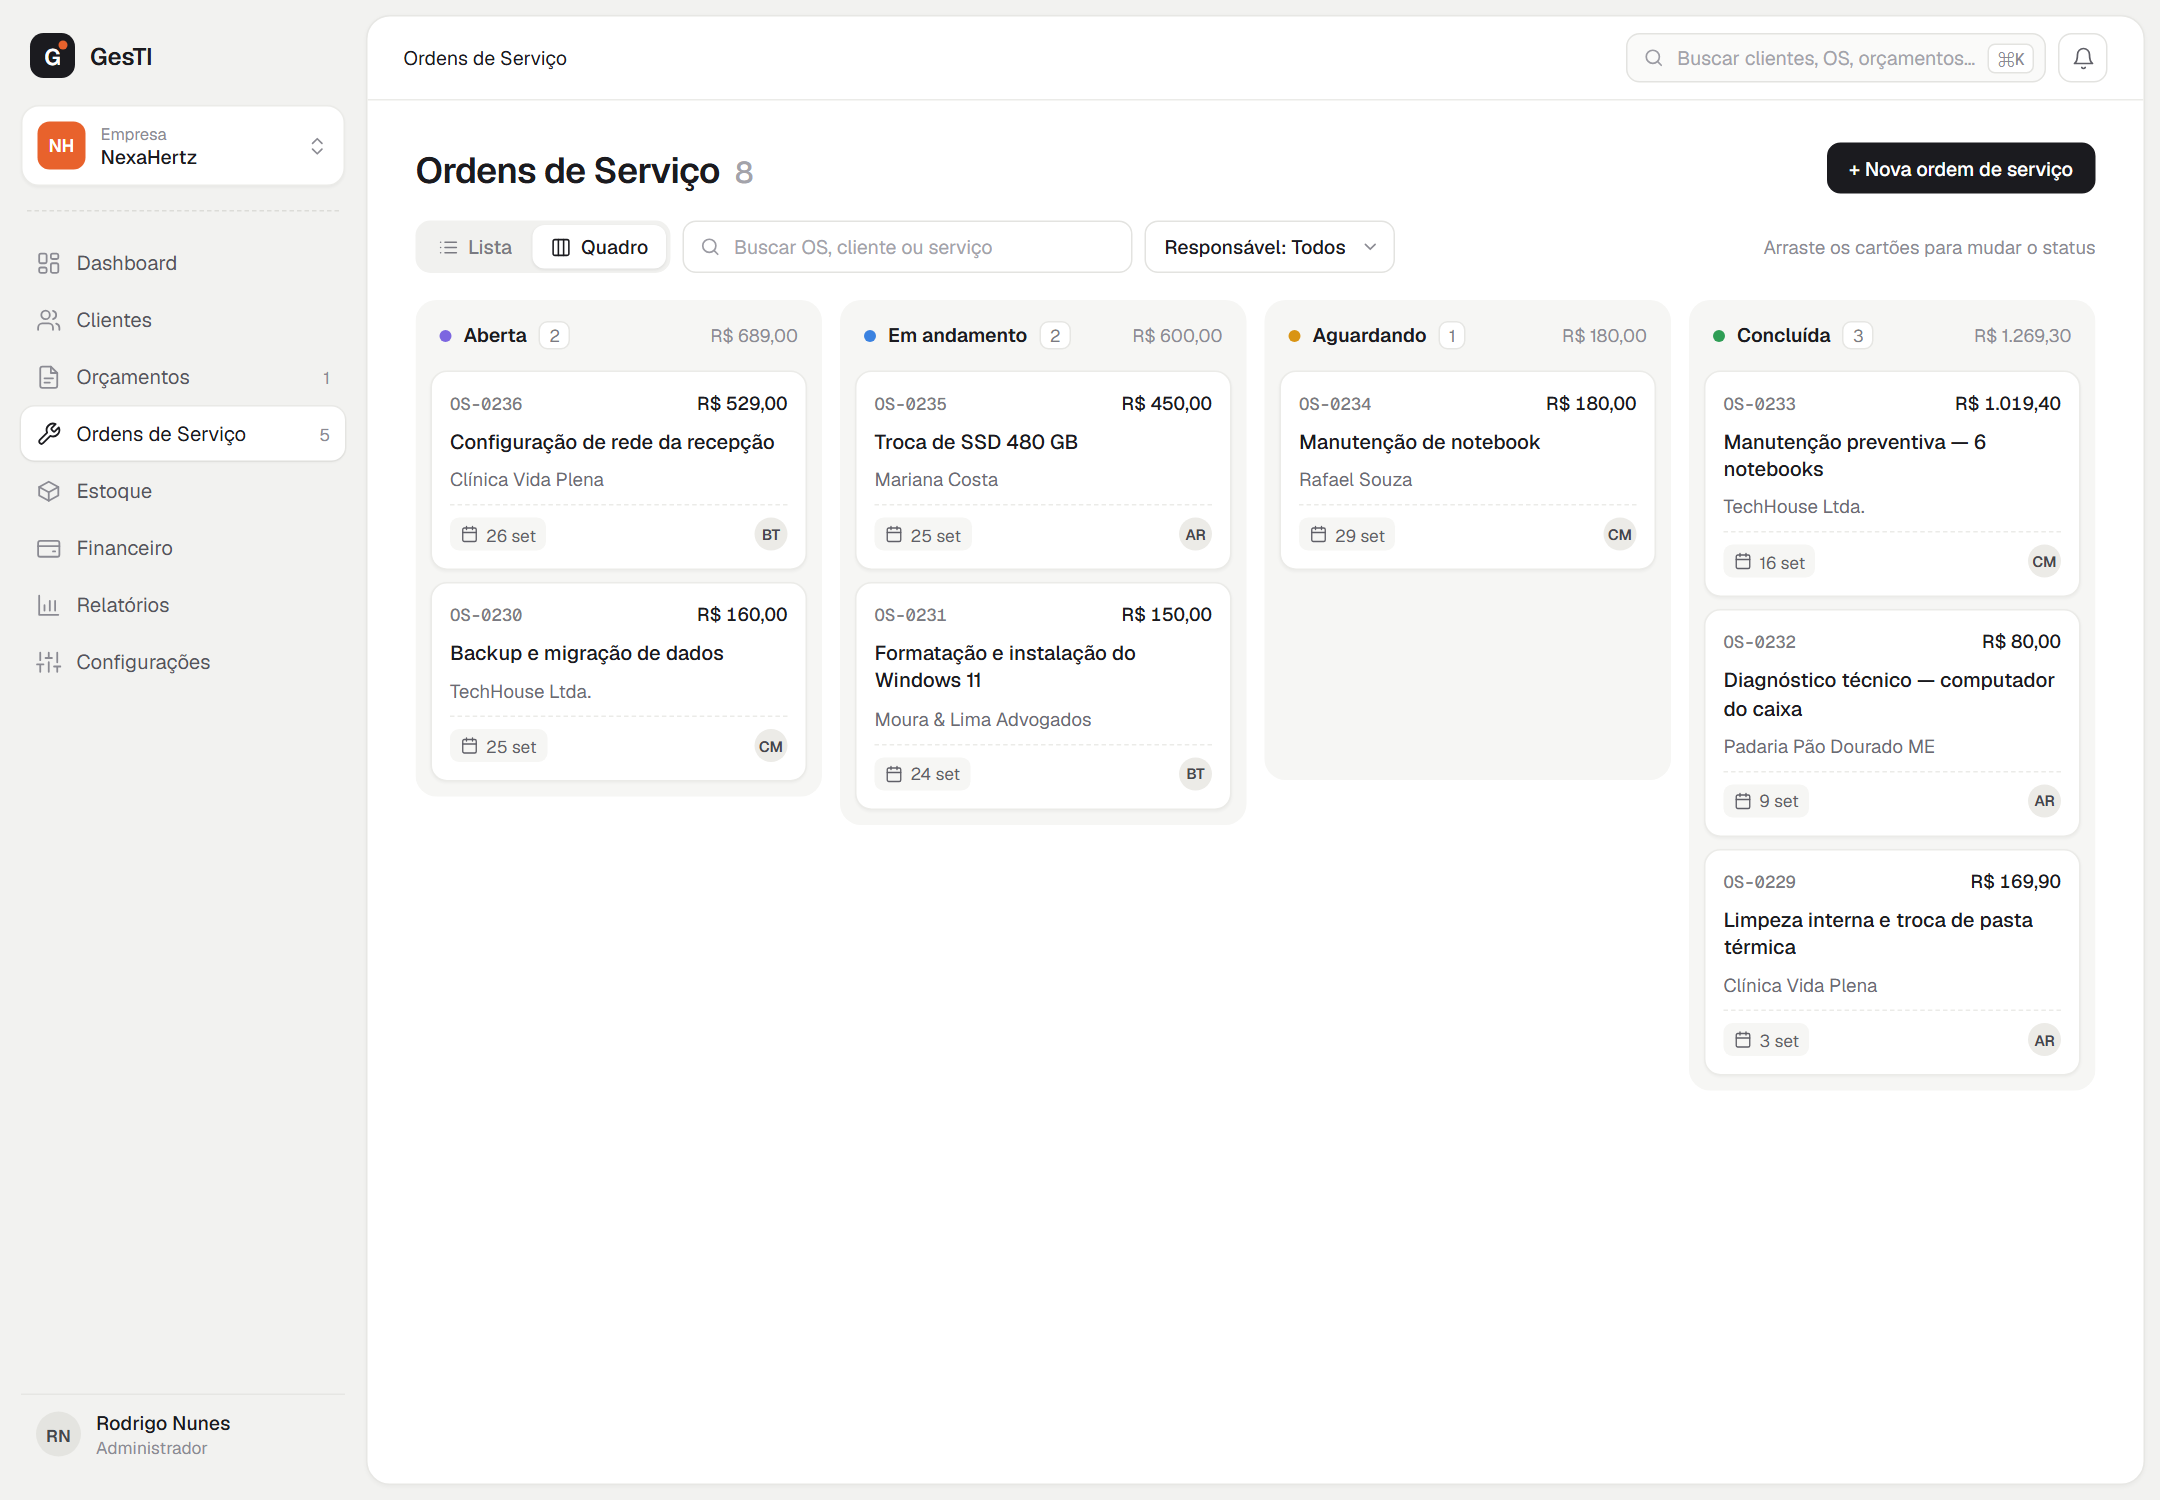 G
GesTI
NH
Empresa
NexaHertz
Dashboard
Clientes
Orçamentos 1
Ordens de Serviço 5
Estoque
Financeiro
Relatórios
Configurações
RN
Rodrigo Nunes
Administrador
Ordens de Serviço
Buscar clientes, OS, orçamentos... ⌘K
Ordens de Serviço 8
+ Nova ordem de serviço
Lista
Quadro
Buscar OS, cliente ou serviço
Responsável: Todos
Arraste os cartões para mudar o status
Aberta 2 R$ 689,00
OS-0236 R$ 529,00
Configuração de rede da recepção
Clínica Vida Plena
26 set BT
OS-0230 R$ 160,00
Backup e migração de dados
TechHouse Ltda.
25 set CM
Em andamento 2 R$ 600,00
OS-0235 R$ 450,00
Troca de SSD 480 GB
Mariana Costa
25 set AR
OS-0231 R$ 150,00
Formatação e instalação do
Windows 11
Moura & Lima Advogados
24 set BT
Aguardando 1 R$ 180,00
OS-0234 R$ 180,00
Manutenção de notebook
Rafael Souza
29 set CM
Concluída 3 R$ 1.269,30
OS-0233 R$ 1.019,40
Manutenção preventiva — 6
notebooks
TechHouse Ltda.
16 set CM
OS-0232 R$ 80,00
Diagnóstico técnico — computador
do caixa
Padaria Pão Dourado ME
9 set AR
OS-0229 R$ 169,90
Limpeza interna e troca de pasta
térmica
Clínica Vida Plena
3 set AR